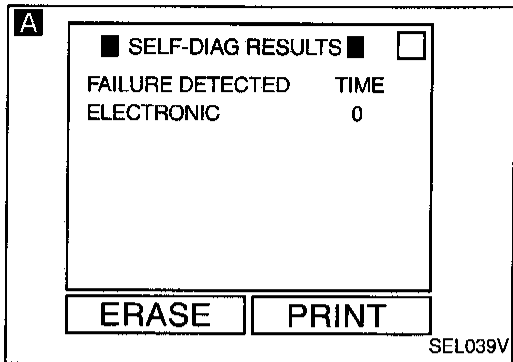 A
SELF-DIAG RESULTS
FAILURE DETECTED TIME
ELECTRONIC 0
ERASE PRINT
SEL039V